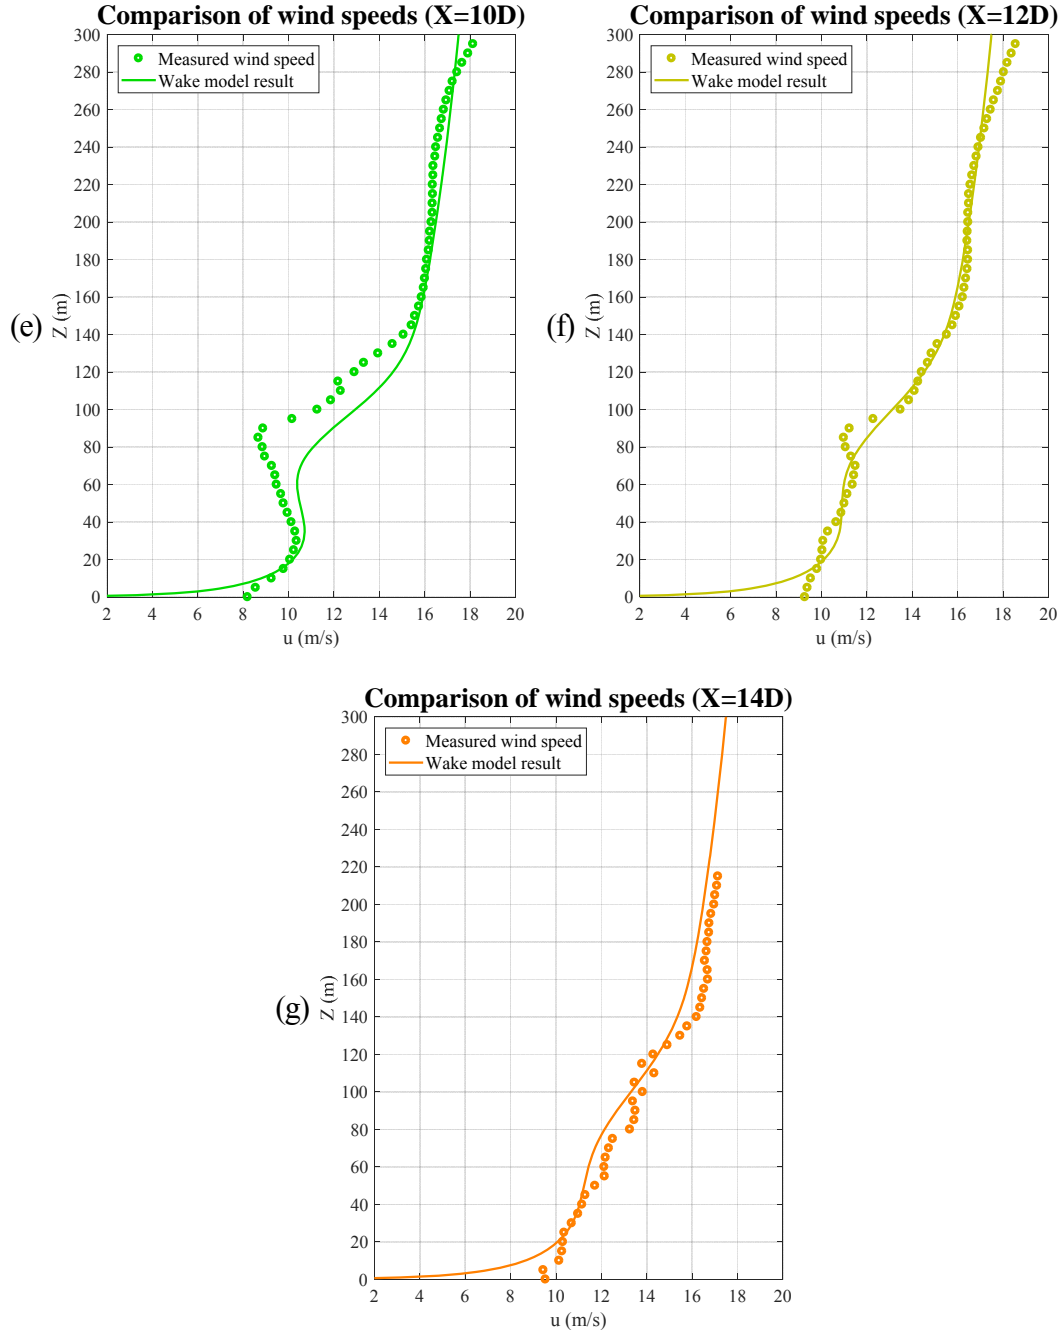 Comparison of wind speeds (X=10D)
Measured wind speed
Wake model result
300
280
260
240
220
200
180
160
140
120
100
80
60
40
20
0
Z (m)
(e)
2 4 6 8 10 12 14 16 18 20
u (m/s)
Comparison of wind speeds (X=12D)
Measured wind speed
Wake model result
300
280
260
240
220
200
180
160
140
120
100
80
60
40
20
0
Z (m)
(f)
2 4 6 8 10 12 14 16 18 20
u (m/s)
Comparison of wind speeds (X=14D)
Measured wind speed
Wake model result
300
280
260
240
220
200
180
160
140
120
100
80
60
40
20
0
Z (m)
(g)
2 4 6 8 10 12 14 16 18 20
u (m/s)